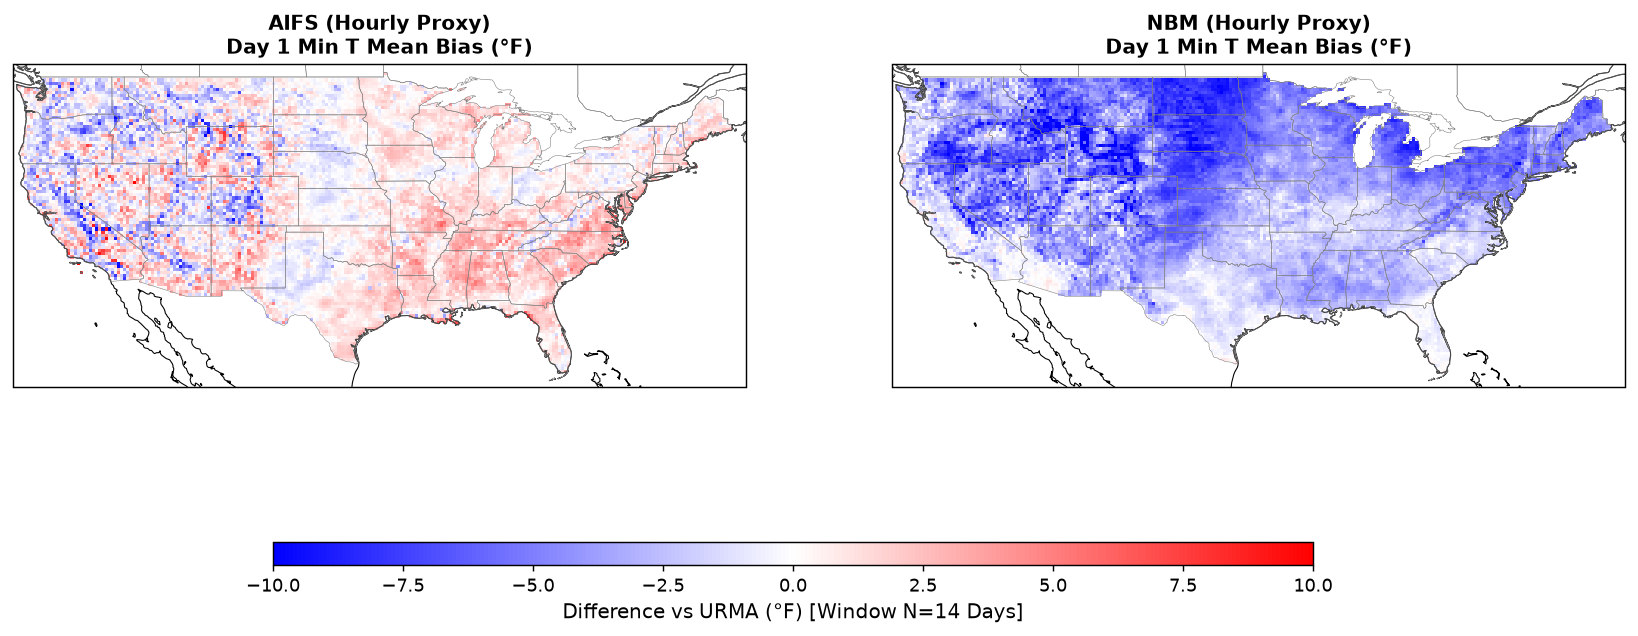 AIFS (Hourly Proxy)
Day 1 Min T Mean Bias (°F)
NBM (Hourly Proxy)
Day 1 Min T Mean Bias (°F)
−10.0 −7.5 −5.0 −2.5 0.0 2.5 5.0 7.5 10.0
Difference vs URMA (°F) [Window N=14 Days]